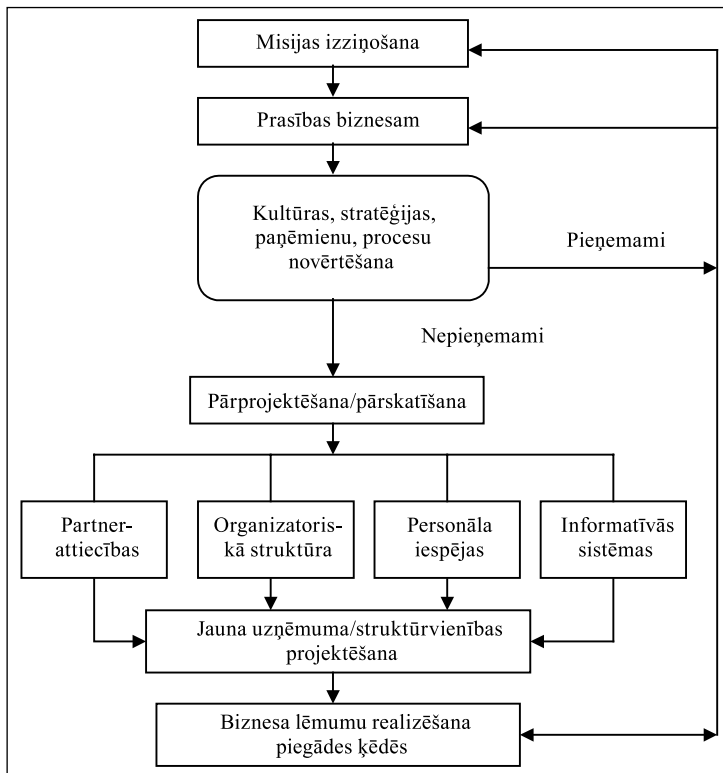 Misijas izziņošana
Prasības biznesam
Kultūras, stratēģijas,
paņēmienu, procesu
novērtēšana
Pieņemami
Nepieņemami
Pārprojektēšana/pārskatīšana
Partner-
attiecības
Organizatoris-
kā struktūra
Personāla
iespējas
Informatīvās
sistēmas
Jauna uzņēmuma/struktūrvienības
projektēšana
Biznesa lēmumu realizēšana
piegādes ķēdēs